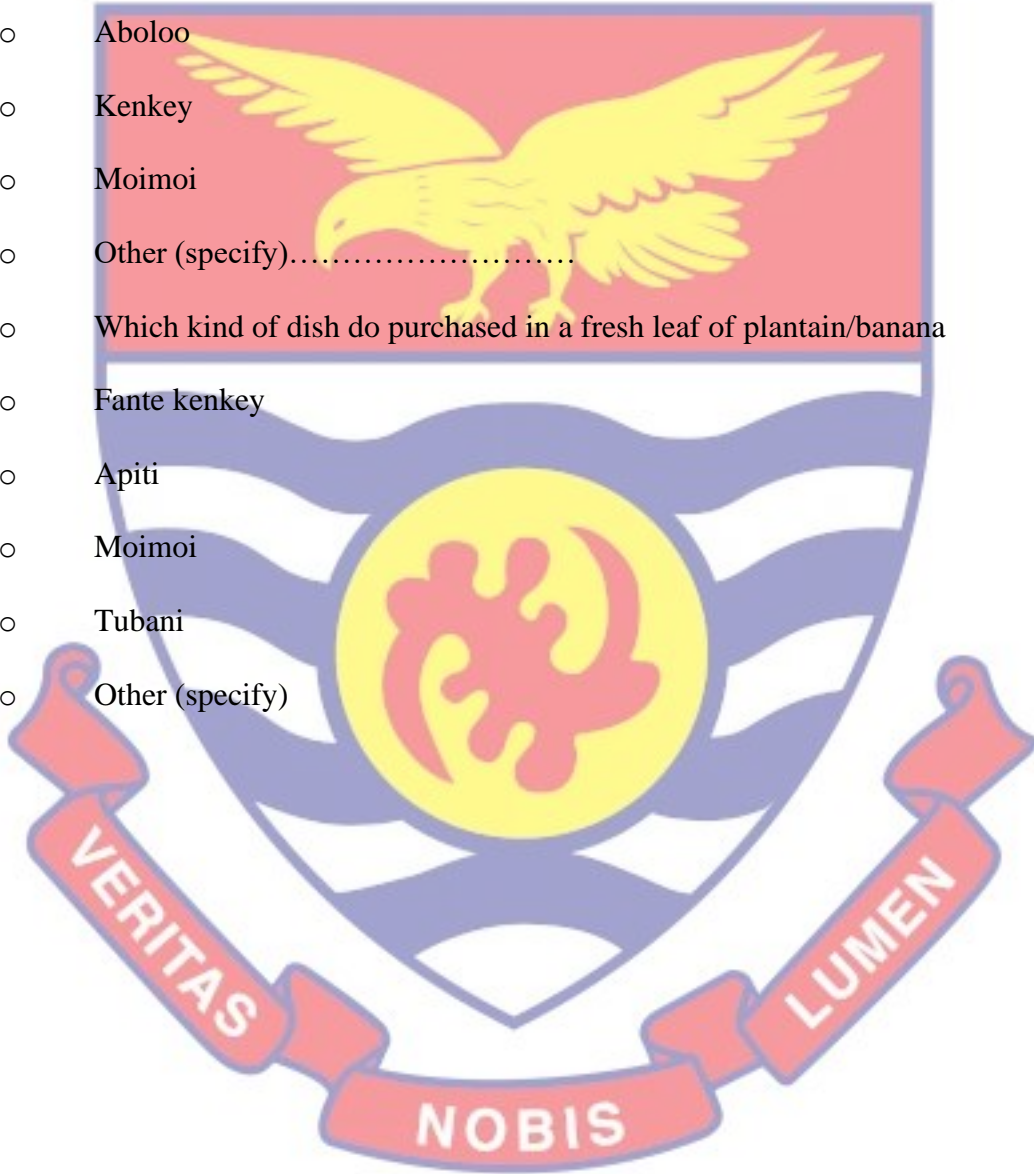 o Aboloo
o Kenkey
o Moimoi
o Other (specify)………………………
o Which kind of dish do purchased in a fresh leaf of plantain/banana
o Fante kenkey
o Apiti
o Moimoi
o Tubani
o Other (specify)
VERITAS
NOBIS
LUMEN